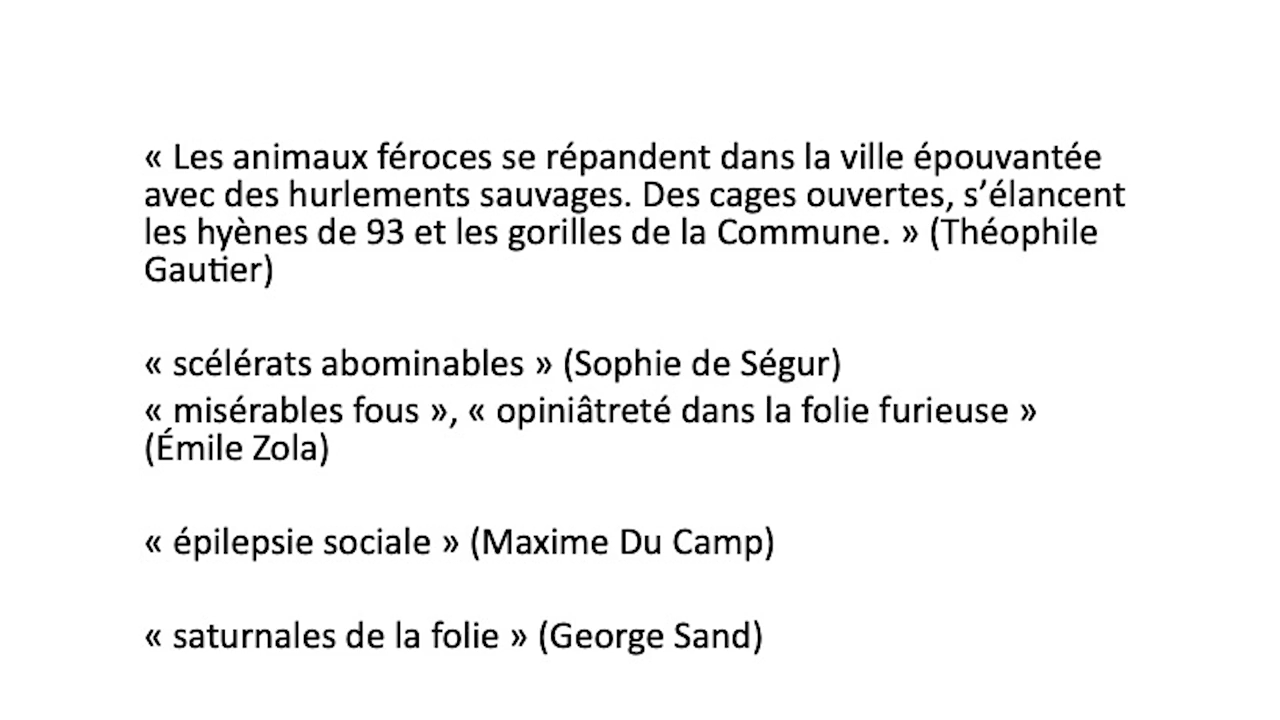 « Les animaux féroces se répandent dans la ville épouvantée
avec des hurlements sauvages. Des cages ouvertes, s’élancent
les hyènes de 93 et les gorilles de la Commune. » (Théophile
Gautier)
« scélérats abominables » (Sophie de Ségur)
« misérables fous », « opiniâtreté dans la folie furieuse »
(Émile Zola)
« épilepsie sociale » (Maxime Du Camp)
« saturnales de la folie » (George Sand)